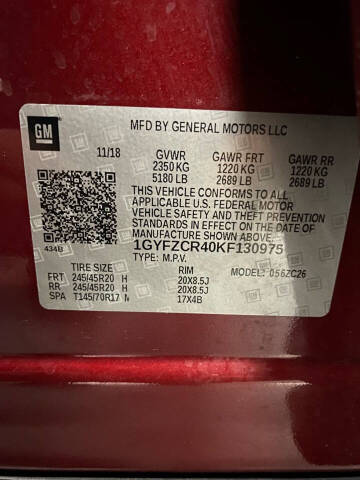 GM
MFD BY GENERAL MOTORS LLC
11/18 GVWR GAWR FRT GAWR RR
2350 KG 1220 KG 1220 KG
5180 LB 2689 LB 2689 LB
THIS VEHICLE CONFORMS TO ALL
APPLICABLE U.S. FEDERAL MOTOR
VEHICLE SAFETY AND THEFT PREVENTION
STANDARDS IN EFFECT ON THE DATE OF
MANUFACTURE SHOWN ABOVE.
434B 1GYFZCR40KF130975
TYPE: M.P.V. MODEL: 056ZC26
TIRE SIZE RIM
FRT 245/45R20 H 20X8.5J
RR 245/45R20 H 20X8.5J
SPA T145/70R17 M 17X4B